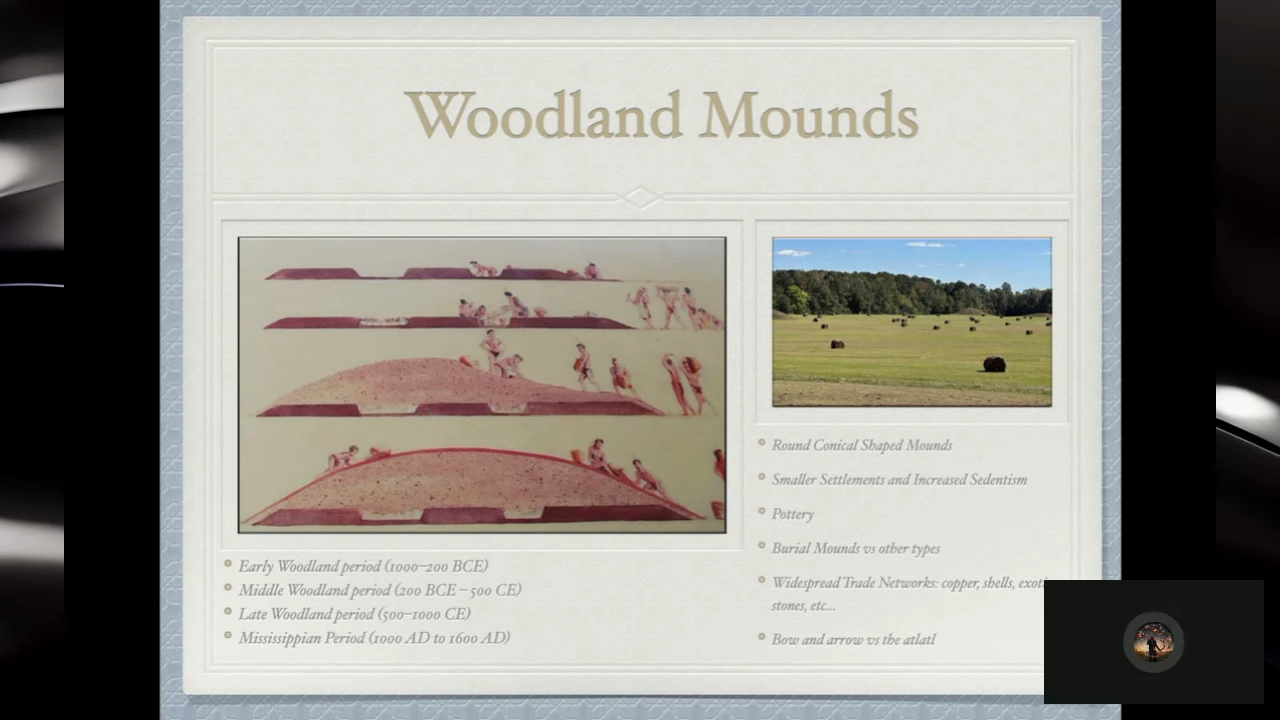 Woodland Mounds
Early Woodland period (1000–200 BCE)
Middle Woodland period (200 BCE – 500 CE)
Late Woodland period (500–1000 CE)
Mississippian Period (1000 AD to 1600 AD)
Round Conical Shaped Mounds
Smaller Settlements and Increased Sedentism
Pottery
Burial Mounds vs other types
Widespread Trade Networks: copper, shells,
stones, etc...
Bow and arrow vs the atlatl